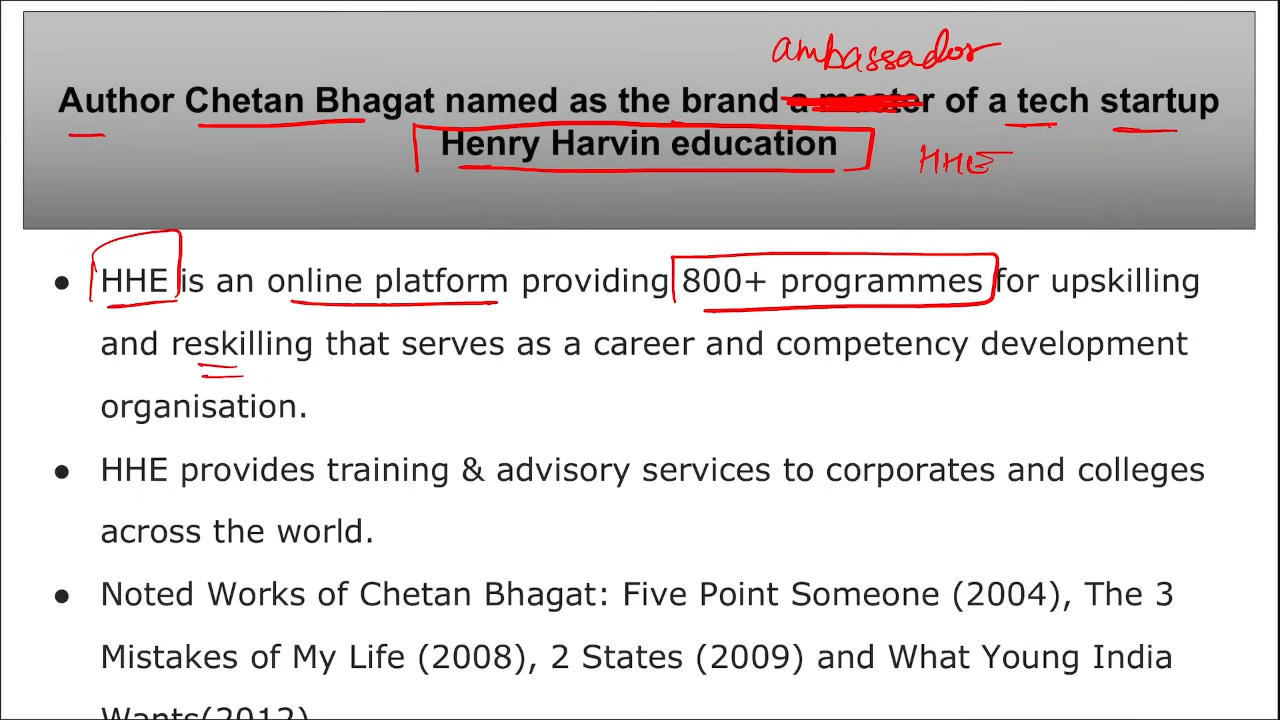 ambassador
Author Chetan Bhagat named as the brand a master of a tech startup
Henry Harvin education
HHE
● HHE is an online platform providing 800+ programmes for upskilling
and reskilling that serves as a career and competency development
organisation.
● HHE provides training & advisory services to corporates and colleges
across the world.
● Noted Works of Chetan Bhagat: Five Point Someone (2004), The 3
Mistakes of My Life (2008), 2 States (2009) and What Young India
Wants(2012)